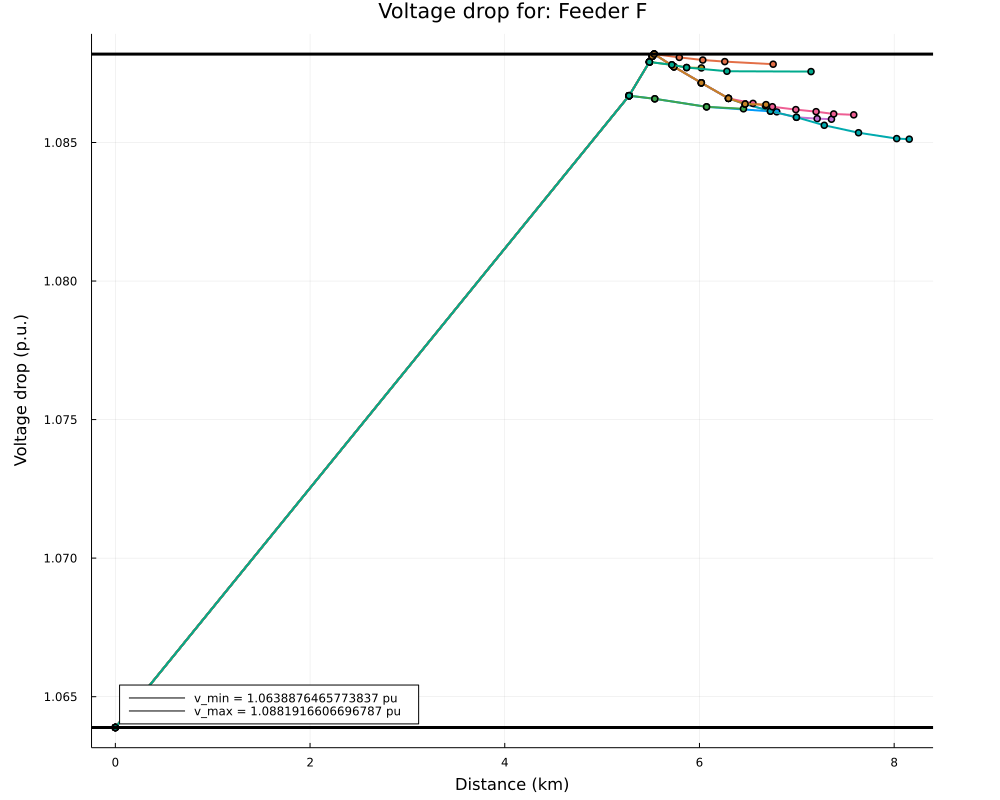 Voltage drop for: Feeder F
Voltage drop (p.u.)
1.085
1.080
1.075
1.070
1.065
v_min = 1.0638876465773837 pu
v_max = 1.0881916606696787 pu
0 2 4 6 8
Distance (km)